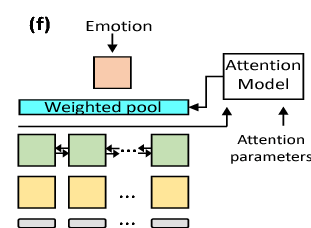 (f)
Emotion
Attention
Model
Weighted pool
...
Attention
parameters
...
...